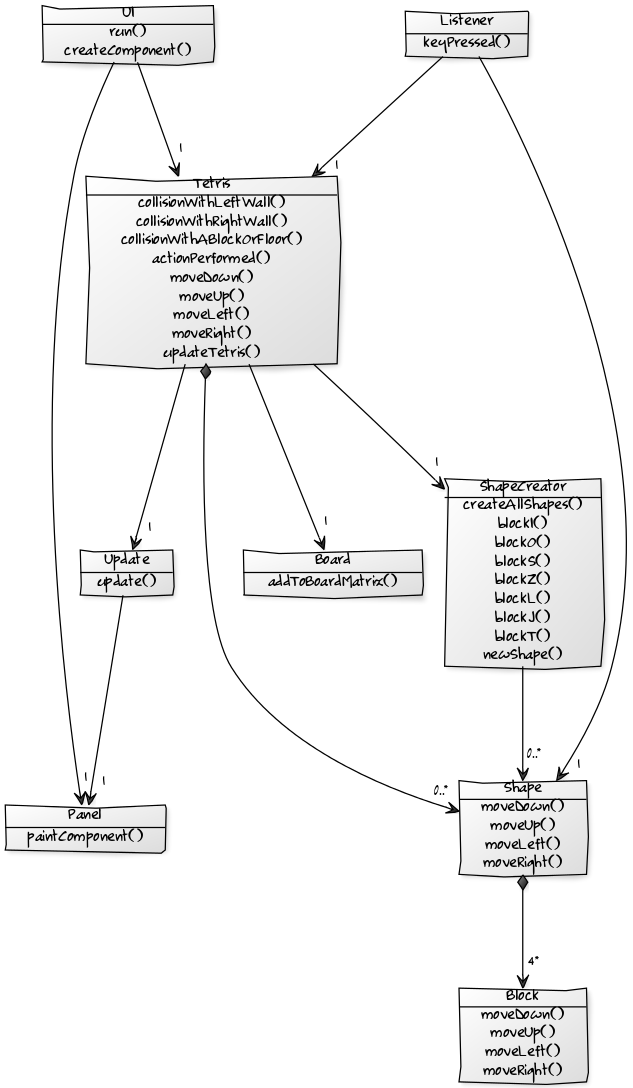 UI
run()
createComponent()
Listener
keyPressed()
1
1
Tetris
collisionWithLeftWall()
collisionWithRightWall()
collisionWithABlockOrFloor()
actionPerformed()
moveDown()
moveUp()
moveLeft()
moveRight()
updateTetris()
1
ShapeCreator
createAllShapes()
blockI()
blockO()
blockS()
blockZ()
blockL()
blockJ()
blockT()
newShape()
1
1
Update
update()
Board
addToBoardMatrix()
0..*
1
1
1
0..*
Panel
paintComponent()
Shape
moveDown()
moveUp()
moveLeft()
moveRight()
4*
Block
moveDown()
moveUp()
moveLeft()
moveRight()